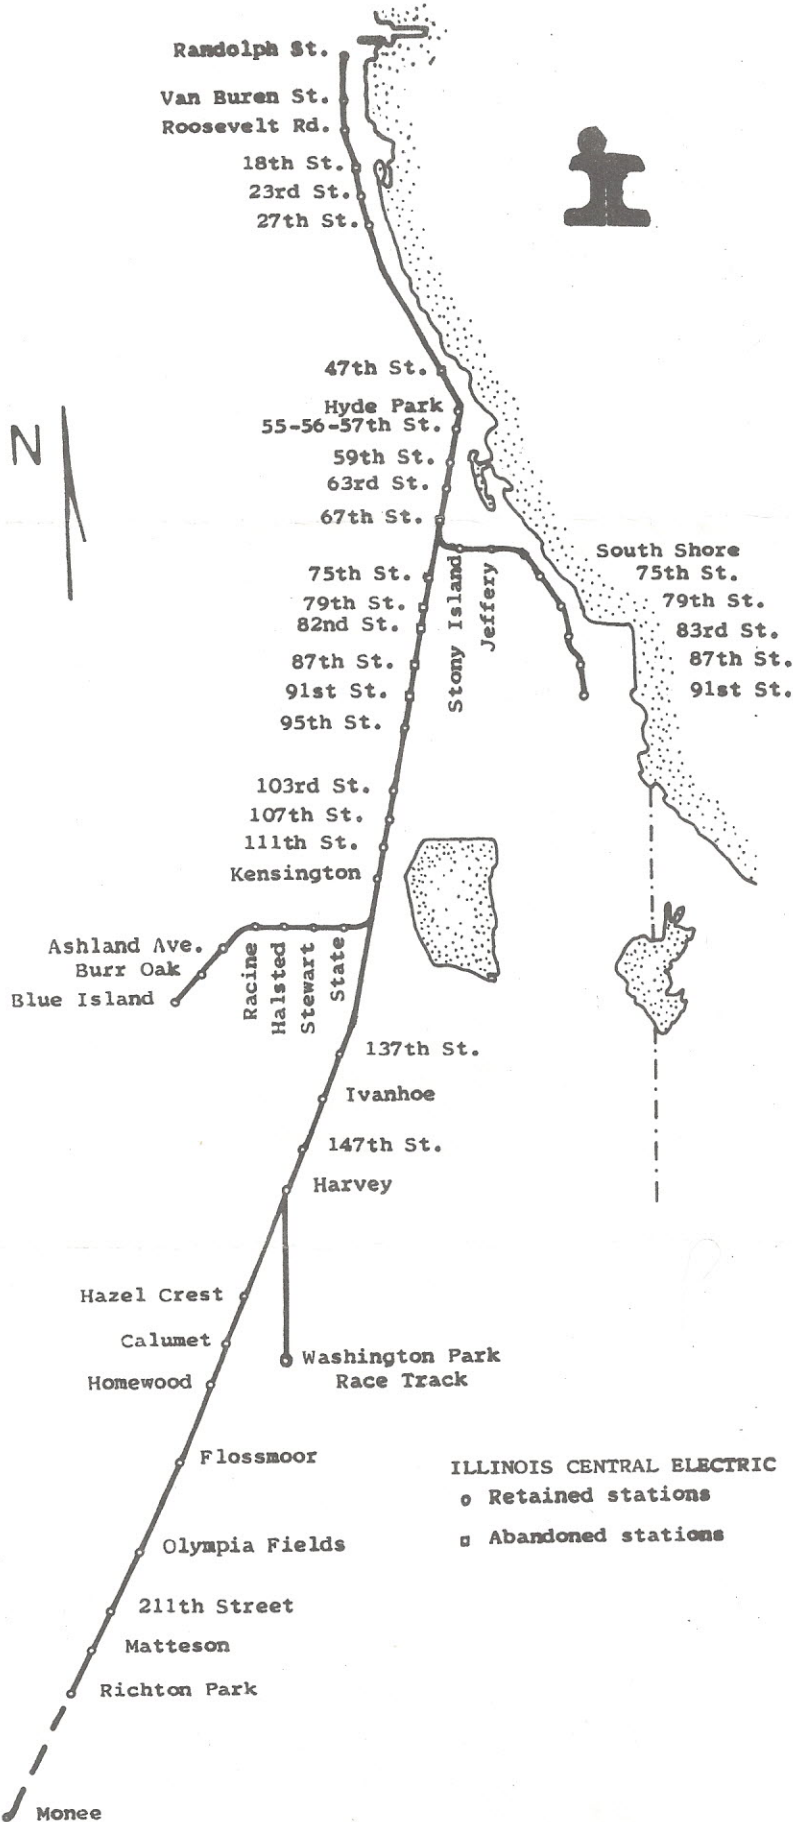 Randolph St.
Van Buren St.
Roosevelt Rd.
18th St.
23rd St.
27th St.
47th St.
Hyde Park
55-56-57th St.
59th St.
63rd St.
67th St.
N
75th St.
79th St.
82nd St.
87th St.
91st St.
95th St.
Stony Island
Jeffery
South Shore
75th St.
79th St.
83rd St.
87th St.
91st St.
103rd St.
107th St.
111th St.
Kensington
Ashland Ave.
Burr Oak
Blue Island
Racine
Halsted
Stewart
State
137th St.
Ivanhoe
147th St.
Harvey
Hazel Crest
Calumet
Homewood
Washington Park
Race Track
Flossmoor
Olympia Fields
211th Street
Matteson
Richton Park
Monee
ILLINOIS CENTRAL ELECTRIC
Retained stations
Abandoned stations